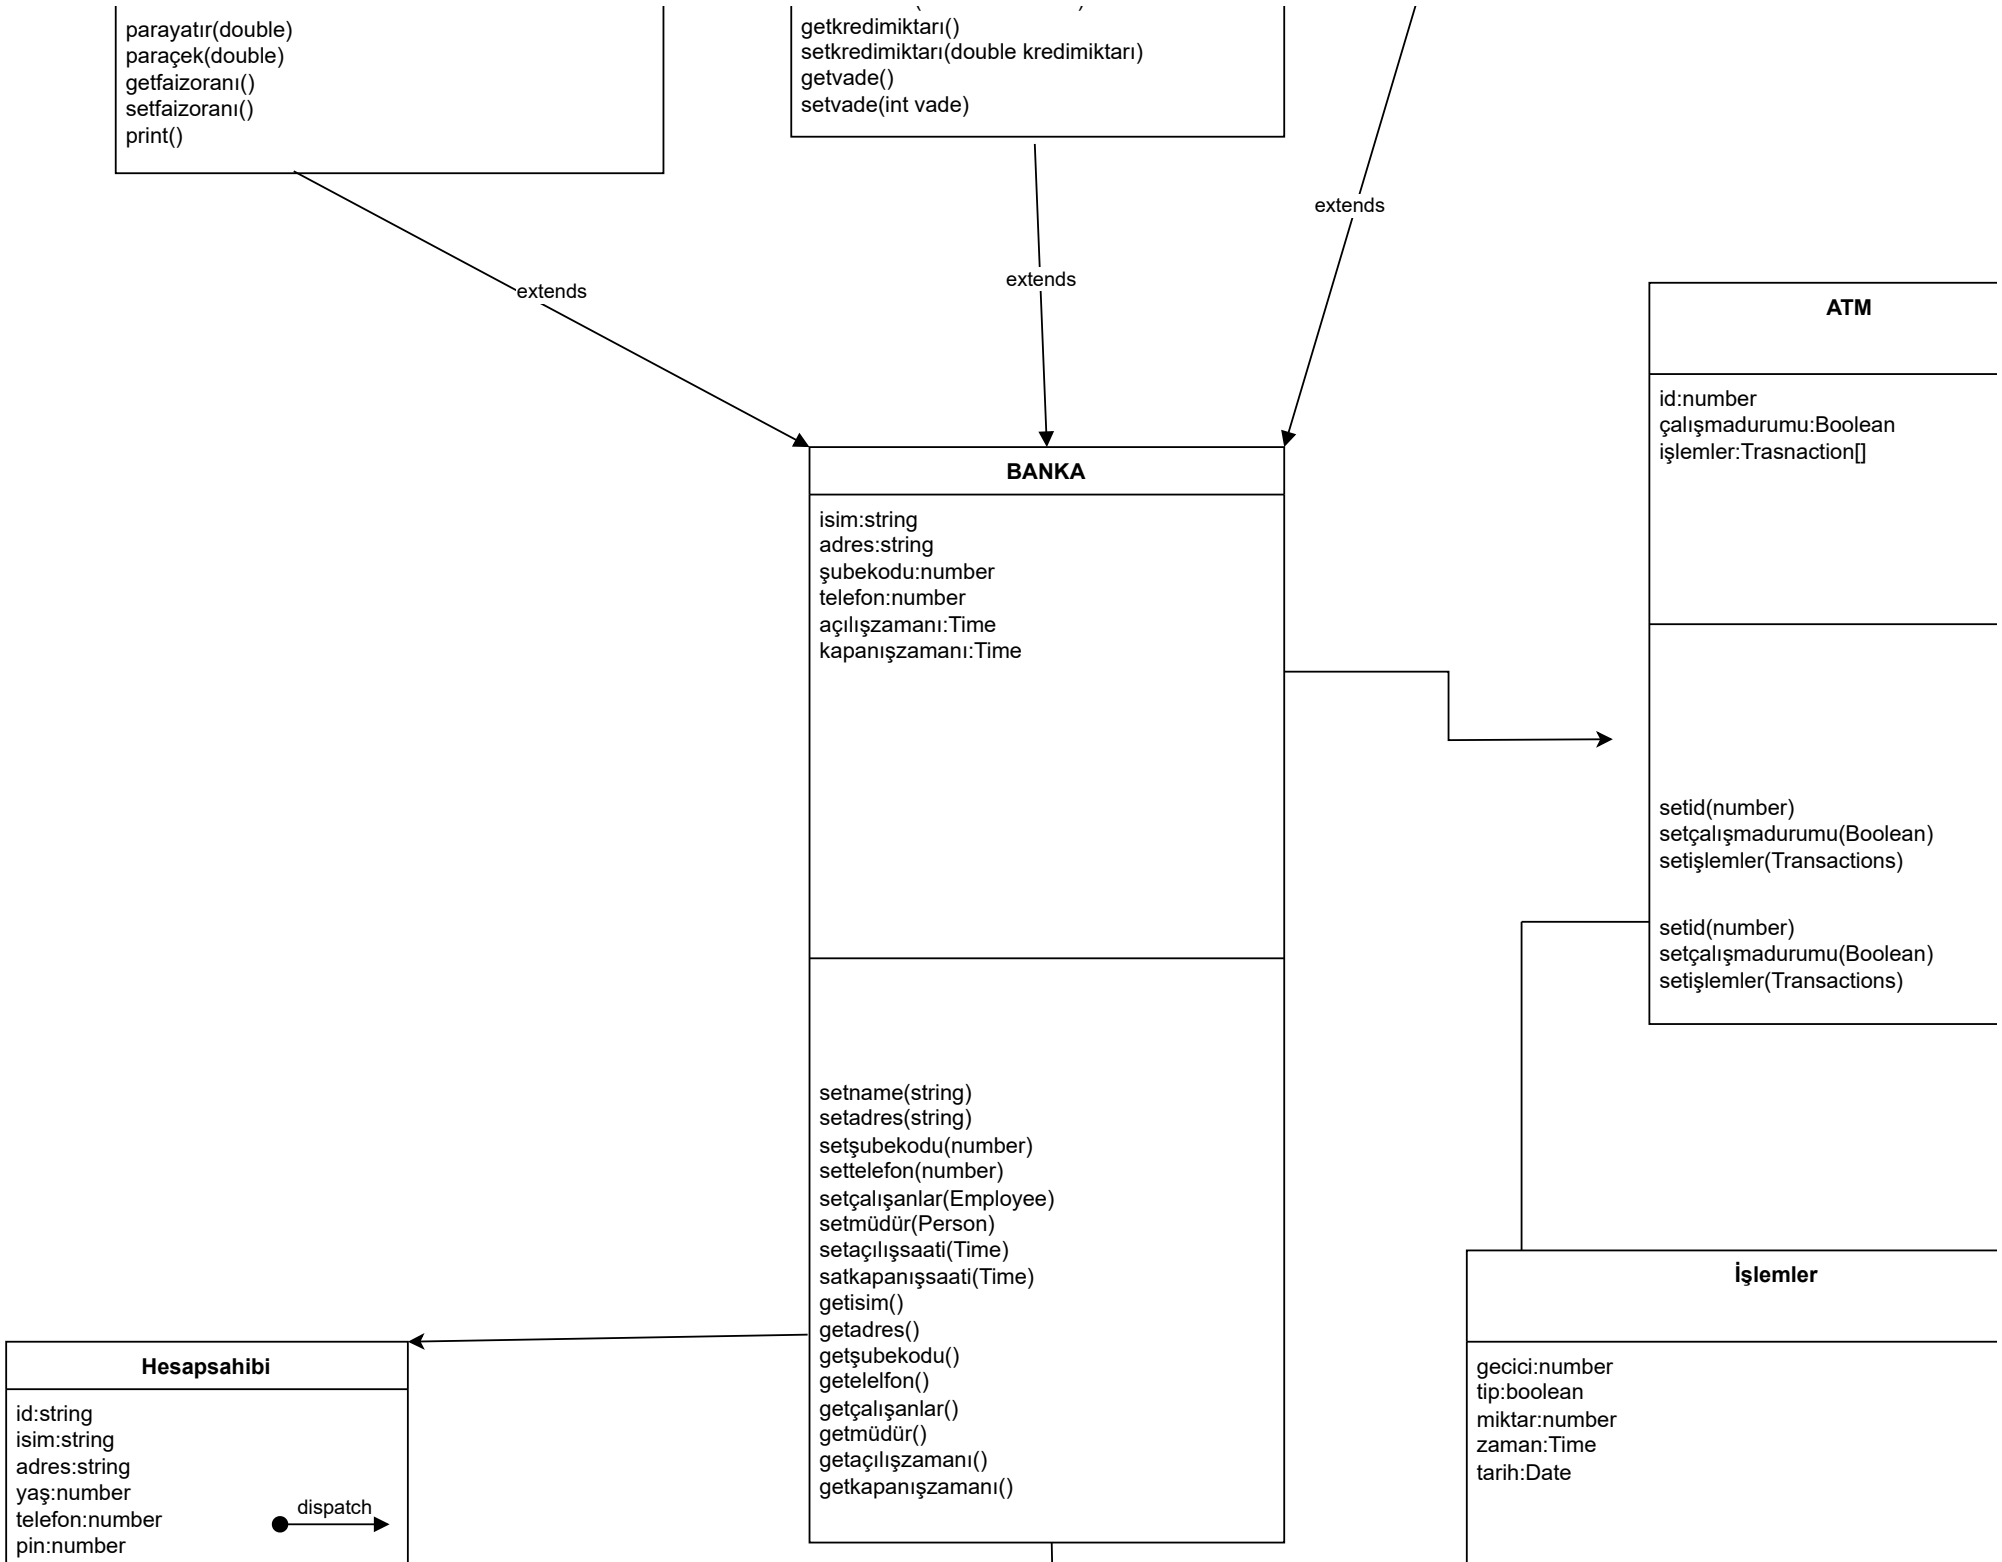 parayatır(double)
paraçek(double)
getfaizoranı()
setfaizoranı()
print()
getkredimiktarı()
setkredimiktarı(double kredimiktarı)
getvade()
setvade(int vade)
extends
extends
extends
ATM
id:number
çalışmadurumu:Boolean
işlemler:Trasnaction[]
setid(number)
setçalışmadurumu(Boolean)
setişlemler(Transactions)
setid(number)
setçalışmadurumu(Boolean)
setişlemler(Transactions)
BANKA
isim:string
adres:string
şubekodu:number
telefon:number
açılışzamanı:Time
kapanışzamanı:Time
setname(string)
setadres(string)
setşubekodu(number)
settelefon(number)
setçalışanlar(Employee)
setmüdür(Person)
setaçılışsaati(Time)
satkapanışsaati(Time)
getisim()
getadres()
getşubekodu()
getelelfon()
getçalışanlar()
getmüdür()
getaçılışzamanı()
getkapanışzamanı()
Hesapsahibi
id:string
isim:string
adres:string
yaş:number
telefon:number
pin:number
dispatch
İşlemler
gecici:number
tip:boolean
miktar:number
zaman:Time
tarih:Date